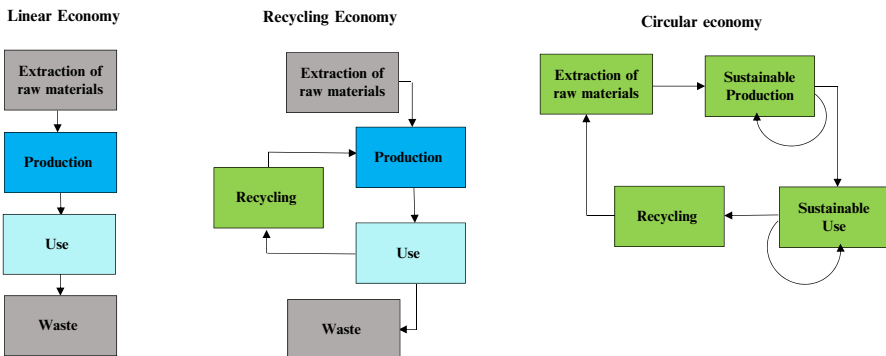 Linear Economy
Extraction of
raw materials
Production
Use
Waste
Recycling Economy
Extraction of
raw materials
Production
Recycling
Use
Waste
Circular economy
Extraction of
raw materials
Sustainable
Production
Recycling
Sustainable
Use